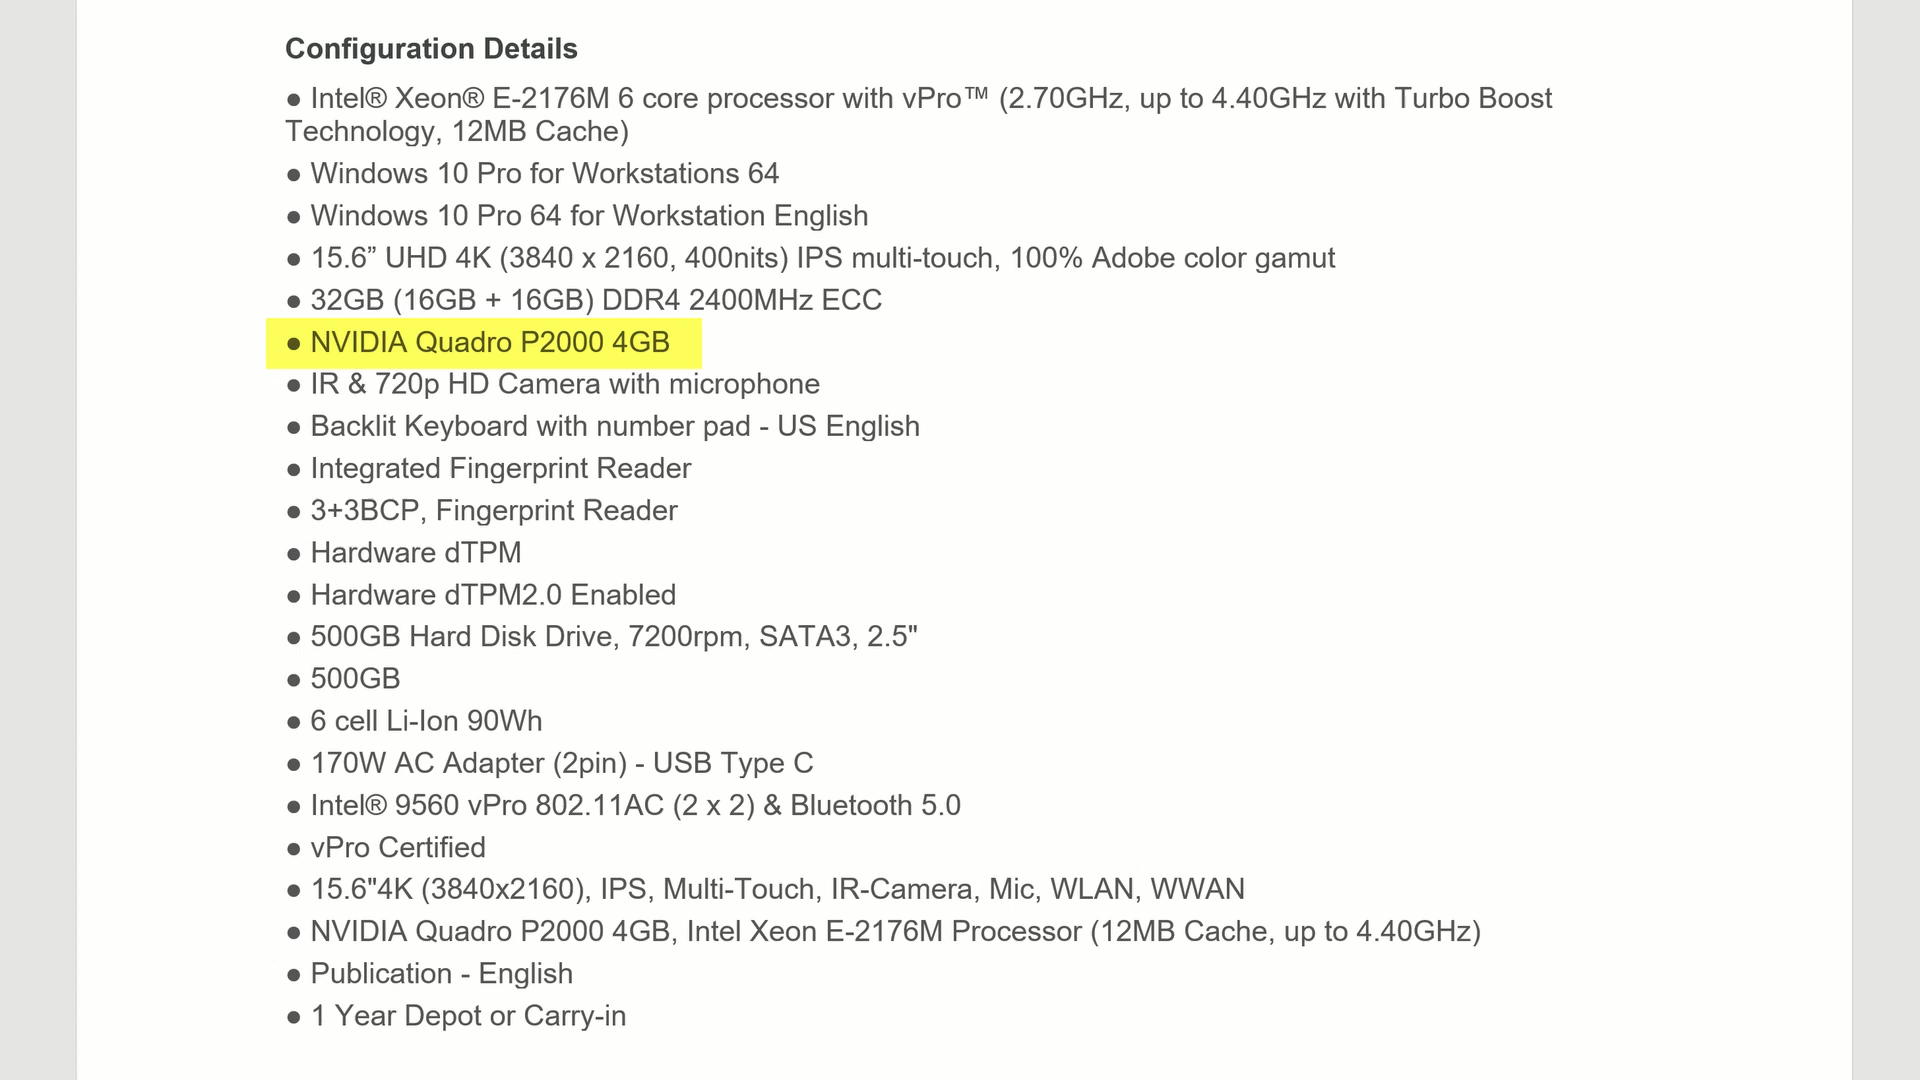 Configuration Details
● Intel® Xeon® E-2176M 6 core processor with vPro™ (2.70GHz, up to 4.40GHz with Turbo Boost
Technology, 12MB Cache)
● Windows 10 Pro for Workstations 64
● Windows 10 Pro 64 for Workstation English
● 15.6” UHD 4K (3840 x 2160, 400nits) IPS multi-touch, 100% Adobe color gamut
● 32GB (16GB + 16GB) DDR4 2400MHz ECC
● NVIDIA Quadro P2000 4GB
● IR & 720p HD Camera with microphone
● Backlit Keyboard with number pad - US English
● Integrated Fingerprint Reader
● 3+3BCP, Fingerprint Reader
● Hardware dTPM
● Hardware dTPM2.0 Enabled
● 500GB Hard Disk Drive, 7200rpm, SATA3, 2.5"
● 500GB
● 6 cell Li-Ion 90Wh
● 170W AC Adapter (2pin) - USB Type C
● Intel® 9560 vPro 802.11AC (2 x 2) & Bluetooth 5.0
● vPro Certified
● 15.6"4K (3840x2160), IPS, Multi-Touch, IR-Camera, Mic, WLAN, WWAN
● NVIDIA Quadro P2000 4GB, Intel Xeon E-2176M Processor (12MB Cache, up to 4.40GHz)
● Publication - English
● 1 Year Depot or Carry-in